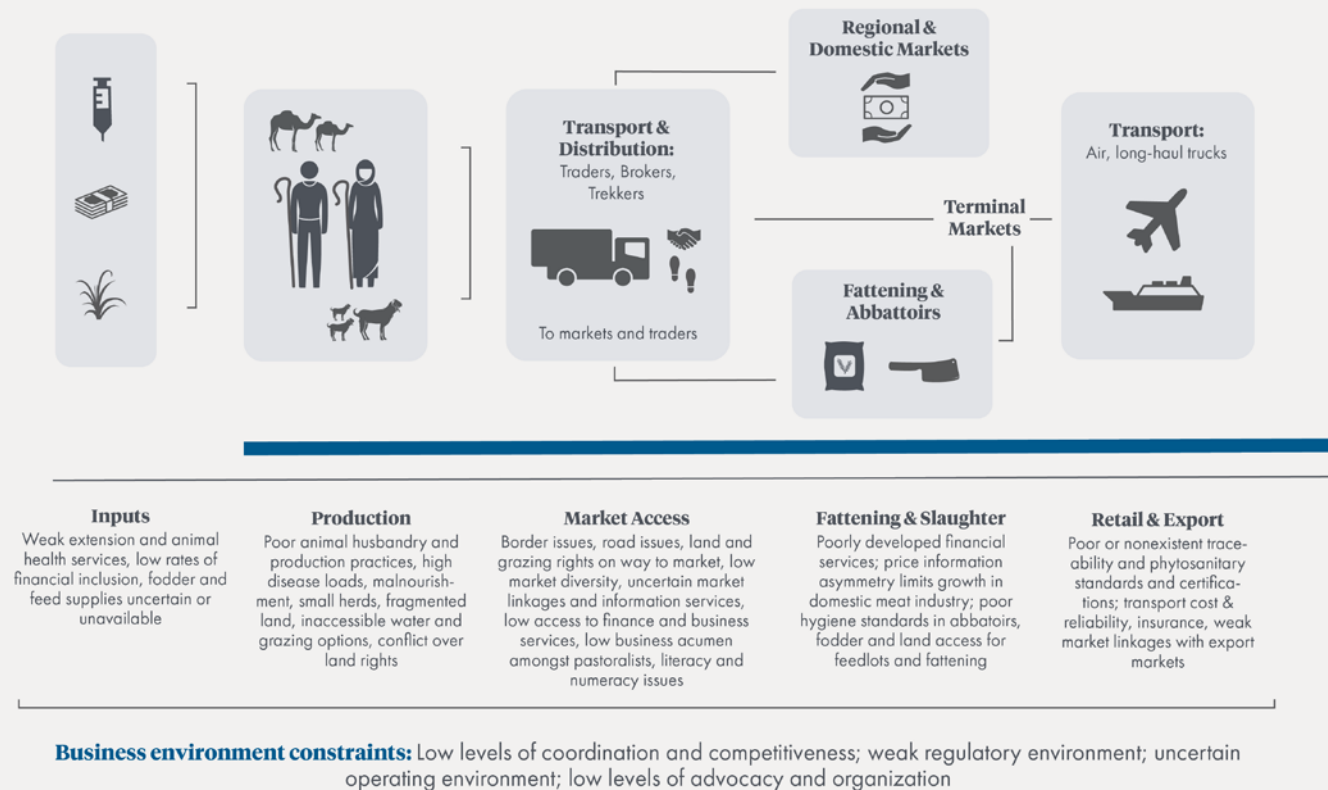 Regional &
Domestic Markets
Transport &
Distribution:
Traders, Brokers,
Trekkers
To markets and traders
Terminal
Markets
Fattening &
Abbattoirs
Transport:
Air, long-haul trucks
Inputs
Weak extension and animal
health services, low rates of
financial inclusion, fodder and
feed supplies uncertain or
unavailable
Production
Poor animal husbandry and
production practices, high
disease loads, malnourish-
ment, small herds, fragmented
land, inaccessible water and
grazing options, conflict over
land rights
Market Access
Border issues, road issues, land and
grazing rights on way to market, low
market diversity, uncertain market
linkages and information services,
low access to finance and business
services, low business acumen
amongst pastoralists, literacy and
numeracy issues
Fattening & Slaughter
Poorly developed financial
services; price information
asymmetry limits growth in
domestic meat industry; poor
hygiene standards in abbatoirs,
fodder and land access for
feedlots and fattening
Retail & Export
Poor or nonexistent trace-
ability and phytosanitary
standards and certifica-
tions; transport cost &
reliability, insurance, weak
market linkages with export
markets
Business environment constraints: Low levels of coordination and competitiveness; weak regulatory environment; uncertain
operating environment; low levels of advocacy and organization